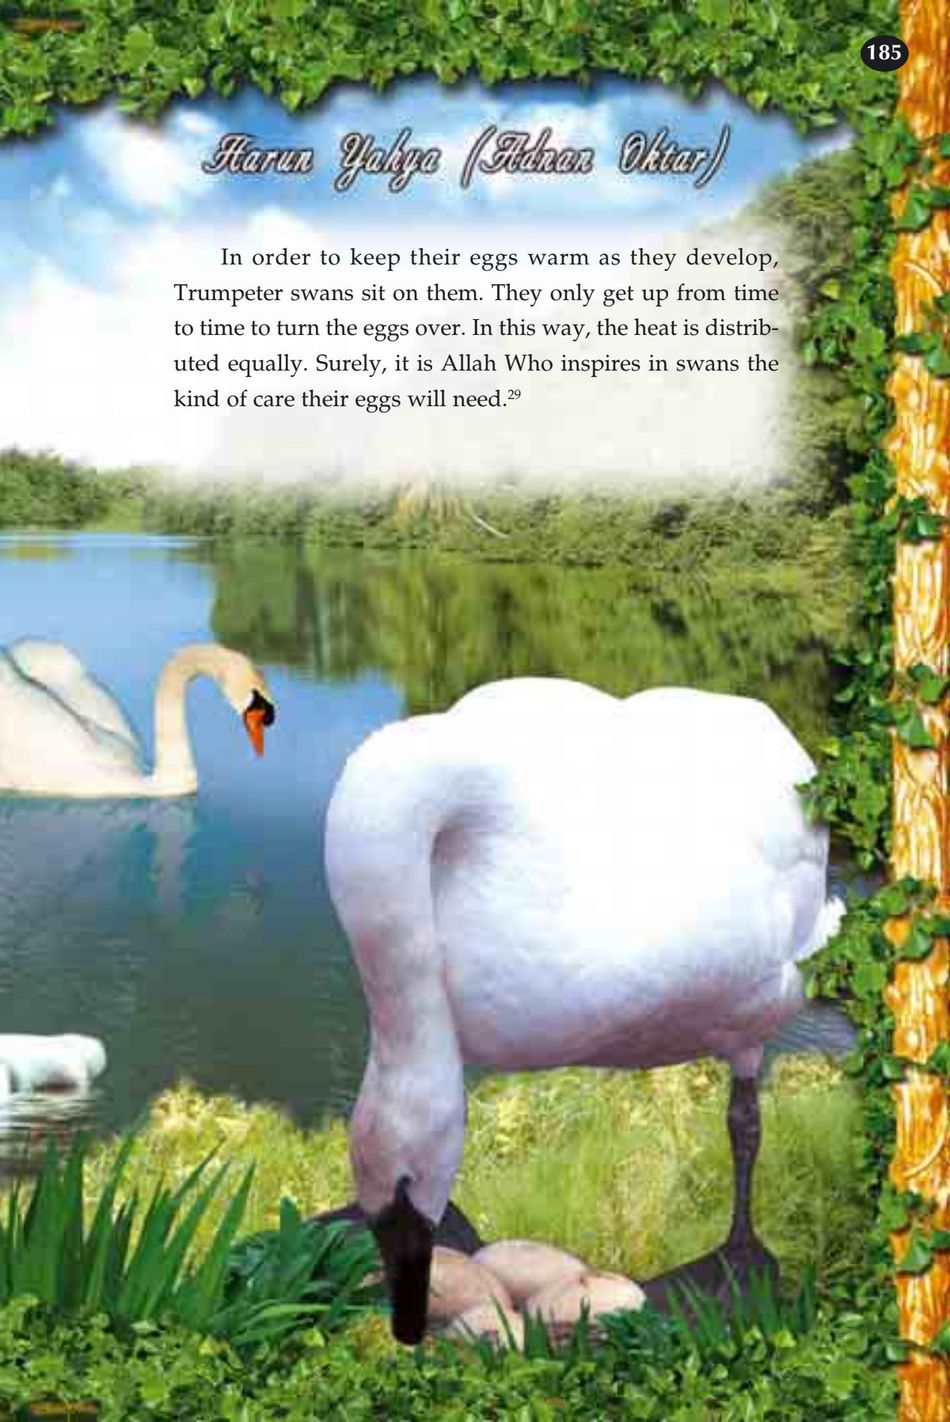 185
Harun Yahya (Adnan Oktar)
In order to keep their eggs warm as they develop,
Trumpeter swans sit on them. They only get up from time
to time to turn the eggs over. In this way, the heat is distrib-
uted equally. Surely, it is Allah Who inspires in swans the
kind of care their eggs will need.29